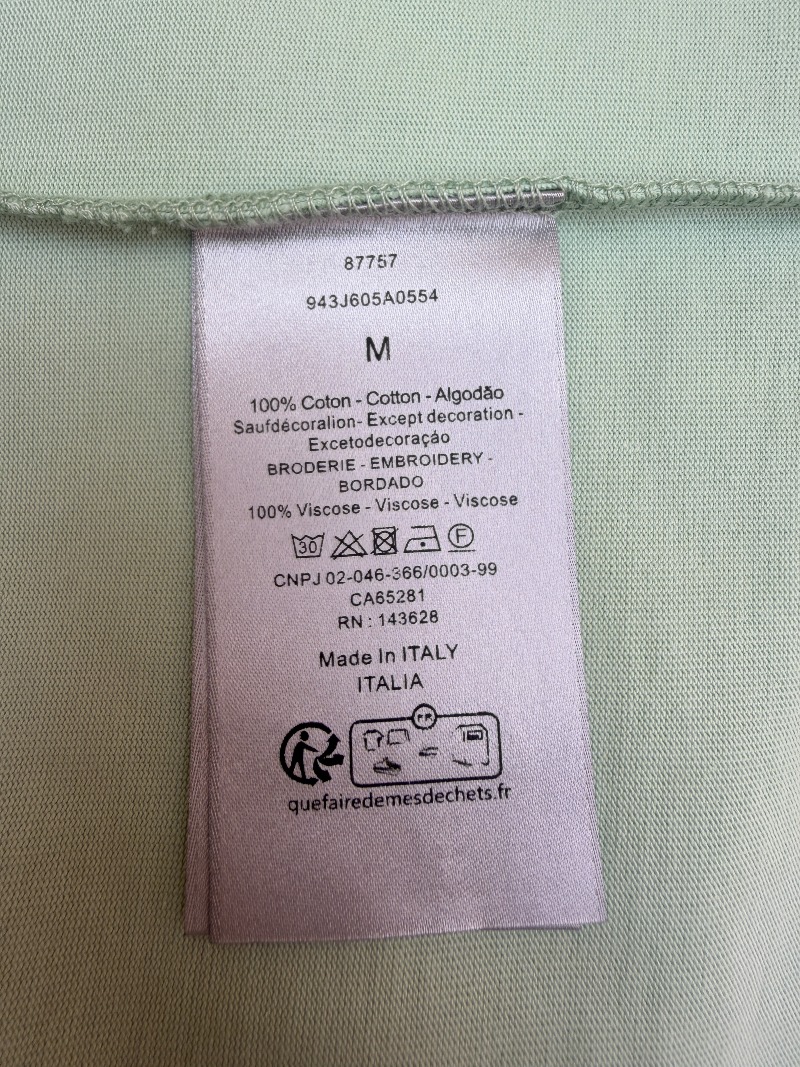 87757
943J605A0554
M
100% Coton - Cotton - Algodão
Saufdécoralion- Except decoration -
Excetodecoração
BRODERIE - EMBROIDERY -
BORDADO
100% Viscose - Viscose - Viscose
30 F
CNPJ 02-046-366/0003-99
CA65281
RN : 143628
Made In ITALY
ITALIA
FR
quefairedemesdechets.fr